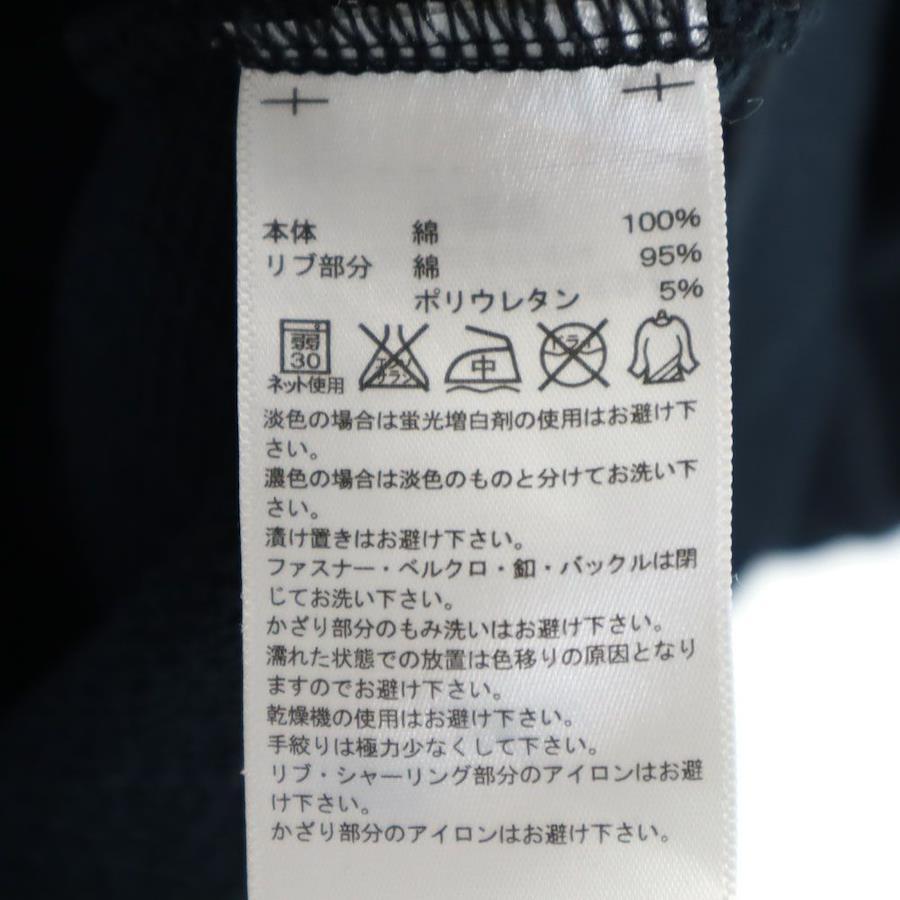 本体 綿 100%
リブ部分 綿 95%
ポリウレタン 5%
弱 30 エンソ サラシ 中 ドライ
ネット使用
淡色の場合は蛍光増白剤の使用はお避け下
さい。
濃色の場合は淡色のものと分けてお洗い下
さい。
漬け置きはお避け下さい。
ファスナー・ベルクロ・釦・バックルは閉
じてお洗い下さい。
かざり部分のもみ洗いはお避け下さい。
濡れた状態での放置は色移りの原因となり
ますのでお避け下さい。
乾燥機の使用はお避け下さい。
手絞りは極力少なくして下さい。
リブ・シャーリング部分のアイロンはお避
け下さい。
かざり部分のアイロンはお避け下さい。